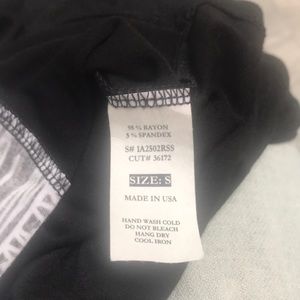 95 % RAYON
5 % SPANDEX
S# JA2502RSS
CUT# 36172
SIZE: S
MADE IN USA
HAND WASH COLD
DO NOT BLEACH
HANG DRY
COOL IRON